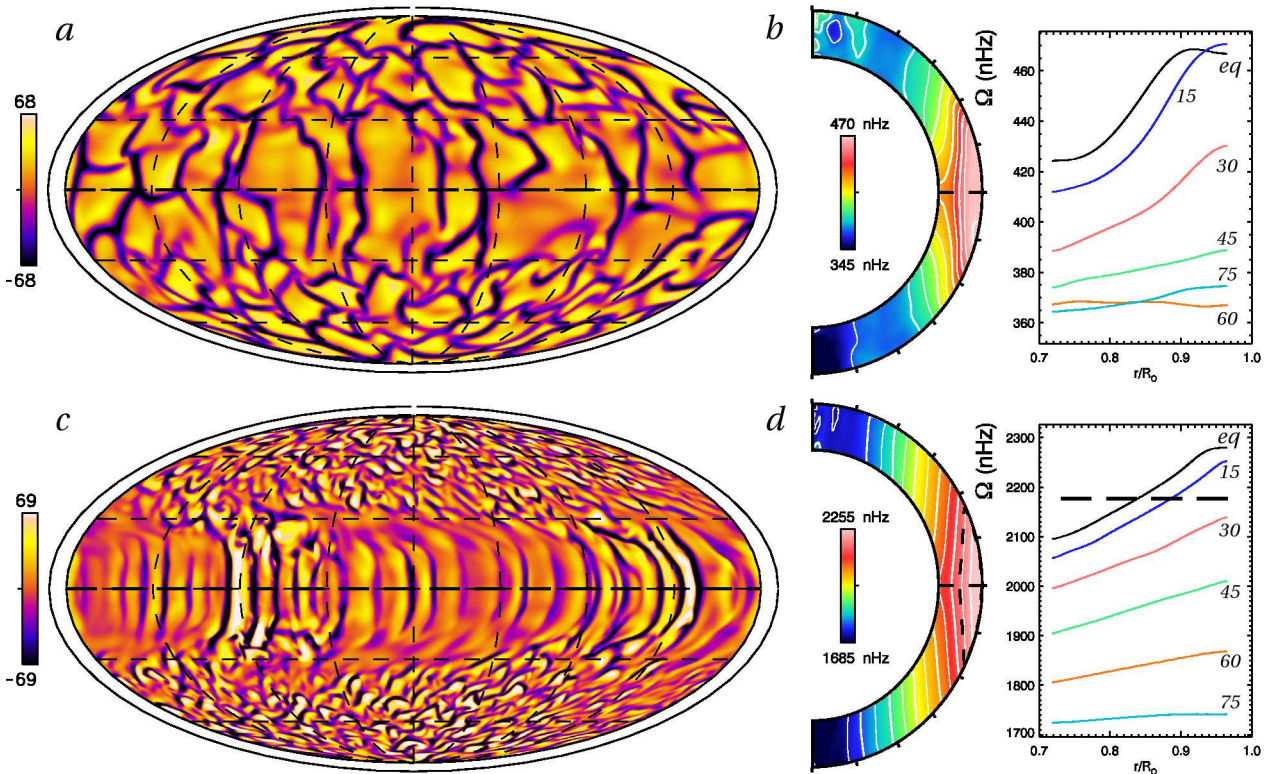 a
68
-68
b
470 nHz
345 nHz
Ω (nHz)
460
440
420
400
380
360
eq
15
30
45
75
60
0.7 0.8 0.9 1.0
r/R⊙
c
69
-69
d
2255 nHz
1685 nHz
Ω (nHz)
2300
2200
2100
2000
1900
1800
1700
eq
15
30
45
60
75
0.7 0.8 0.9 1.0
r/R⊙